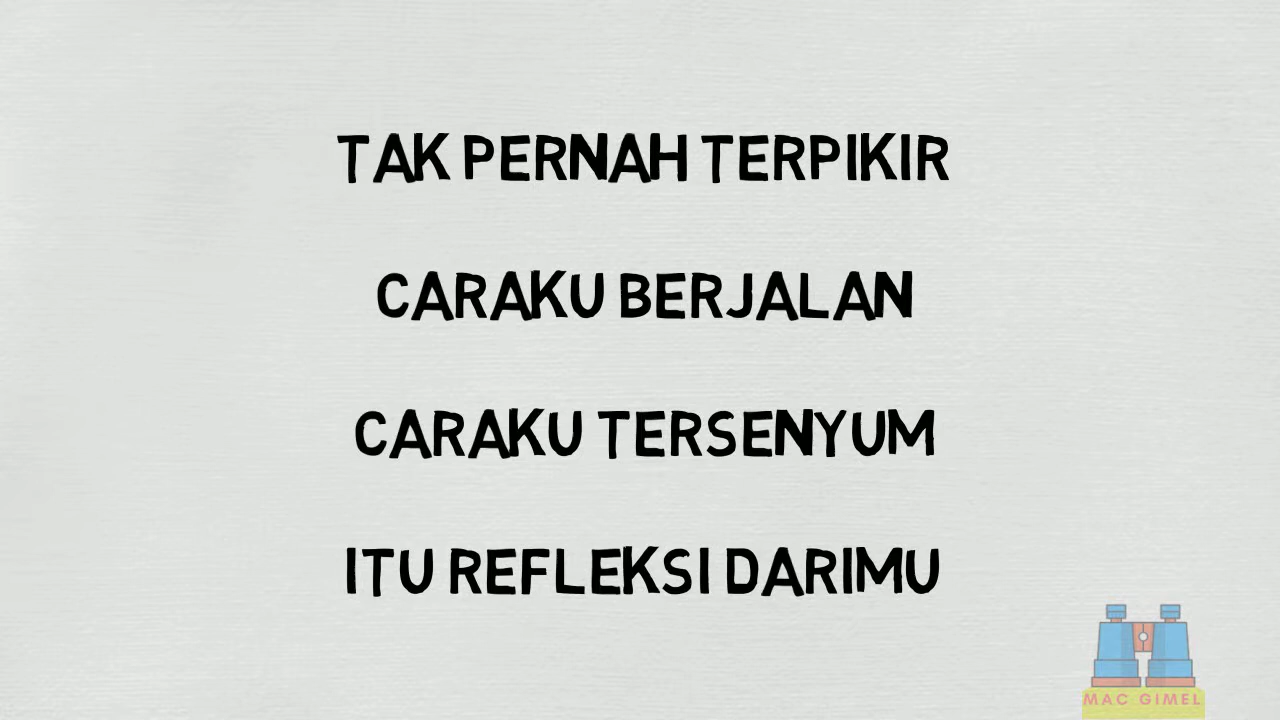 TAK PERNAH TERPIKIR
CARAKU BERJALAN
CARAKU TERSENYUM
ITU REFLEKSI DARIMU
MAC GIMEL